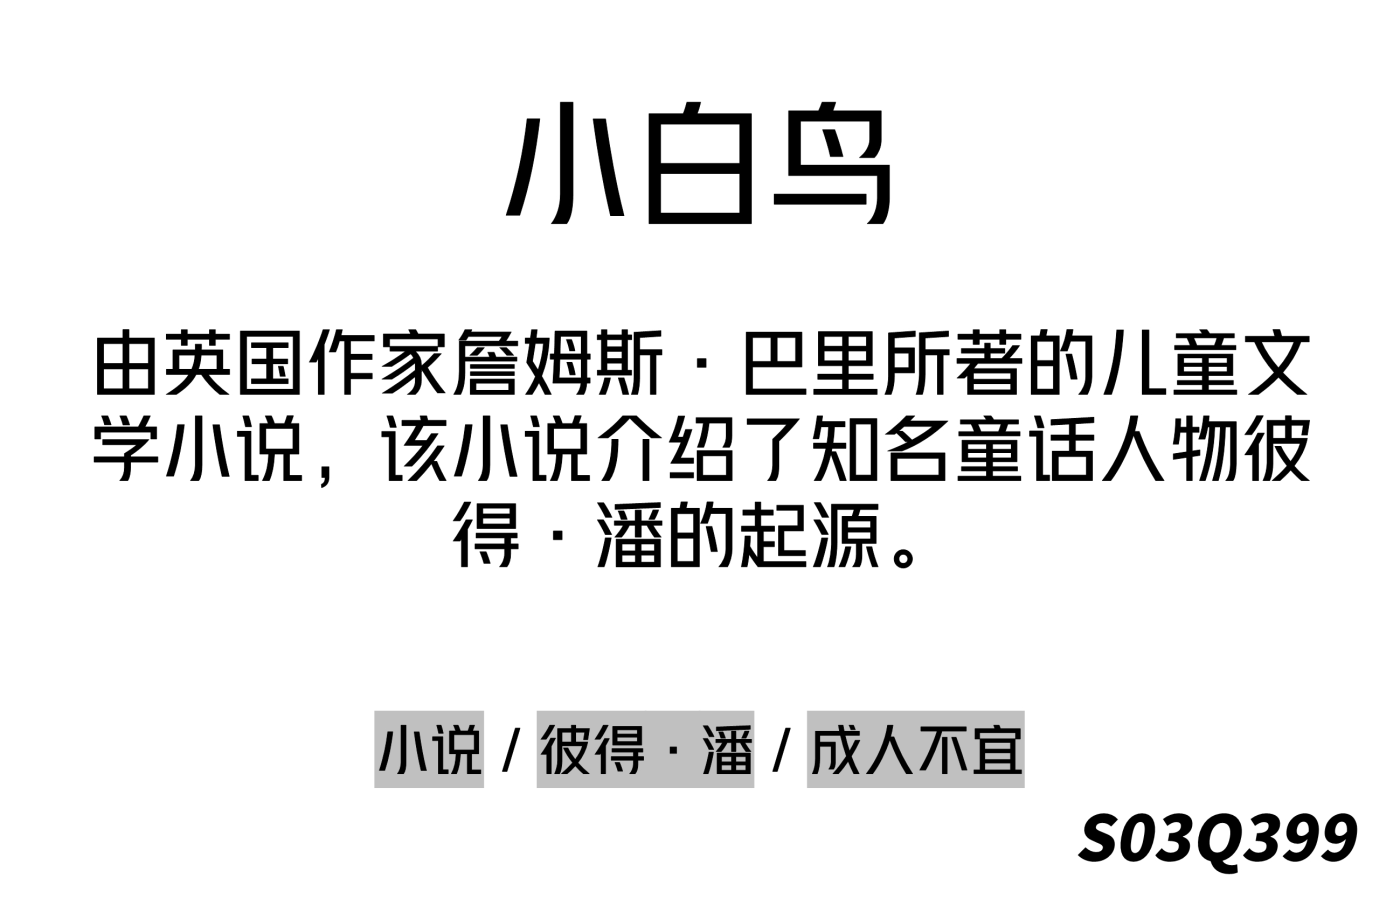 小白鸟
由英国作家詹姆斯·巴里所著的儿童文
学小说，该小说介绍了知名童话人物彼
得·潘的起源。
小说 / 彼得·潘 / 成人不宜
S03Q399